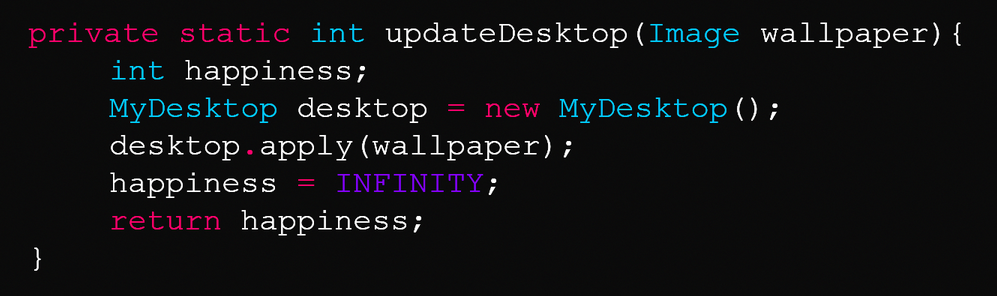 private static int updateDesktop(Image wallpaper){
int happiness;
MyDesktop desktop = new MyDesktop();
desktop.apply(wallpaper);
happiness = INFINITY;
return happiness;
}